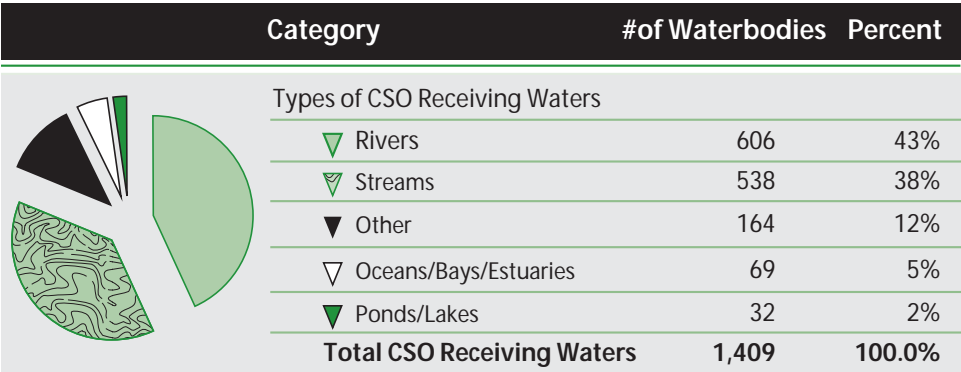 Category #of Waterbodies Percent
Types of CSO Receiving Waters
Rivers 606 43%
Streams 538 38%
Other 164 12%
Oceans/Bays/Estuaries 69 5%
Ponds/Lakes 32 2%
Total CSO Receiving Waters 1,409 100.0%